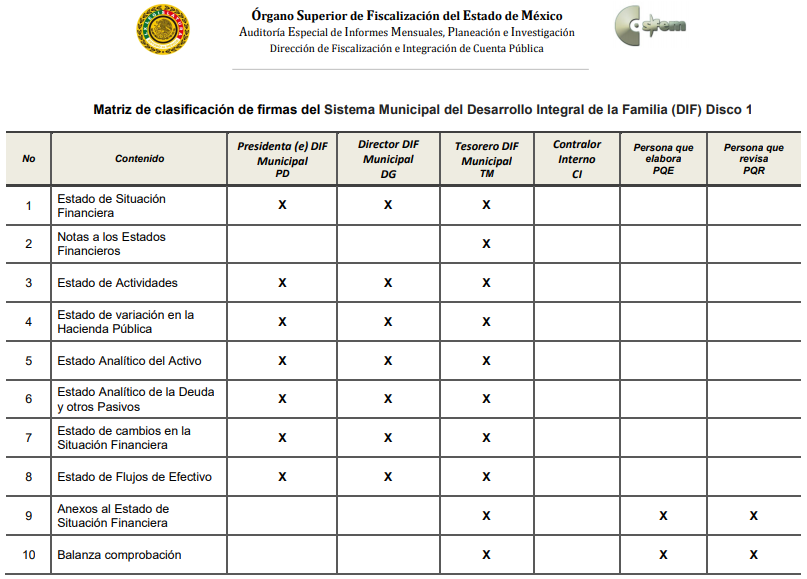 Órgano Superior de Fiscalización del Estado de México
Auditoría Especial de Informes Mensuales, Planeación e Investigación
Dirección de Fiscalización e Integración de Cuenta Pública
osfem
Matriz de clasificación de firmas del Sistema Municipal del Desarrollo Integral de la Familia (DIF) Disco 1
No
Contenido
Presidenta (e) DIF
Municipal
PD
Director DIF
Municipal
DG
Tesorero DIF
Municipal
TM
Contralor
Interno
CI
Persona que
elabora
PQE
Persona que
revisa
PQR
1 Estado de Situación
Financiera X X X
2 Notas a los Estados
Financieros X
3 Estado de Actividades X X X
4 Estado de variación en la
Hacienda Pública X X X
5 Estado Analítico del Activo X X X
6 Estado Analítico de la Deuda
y otros Pasivos X X X
7 Estado de cambios en la
Situación Financiera X X X
8 Estado de Flujos de Efectivo X X X
9 Anexos al Estado de
Situación Financiera X X X
10 Balanza comprobación X X X